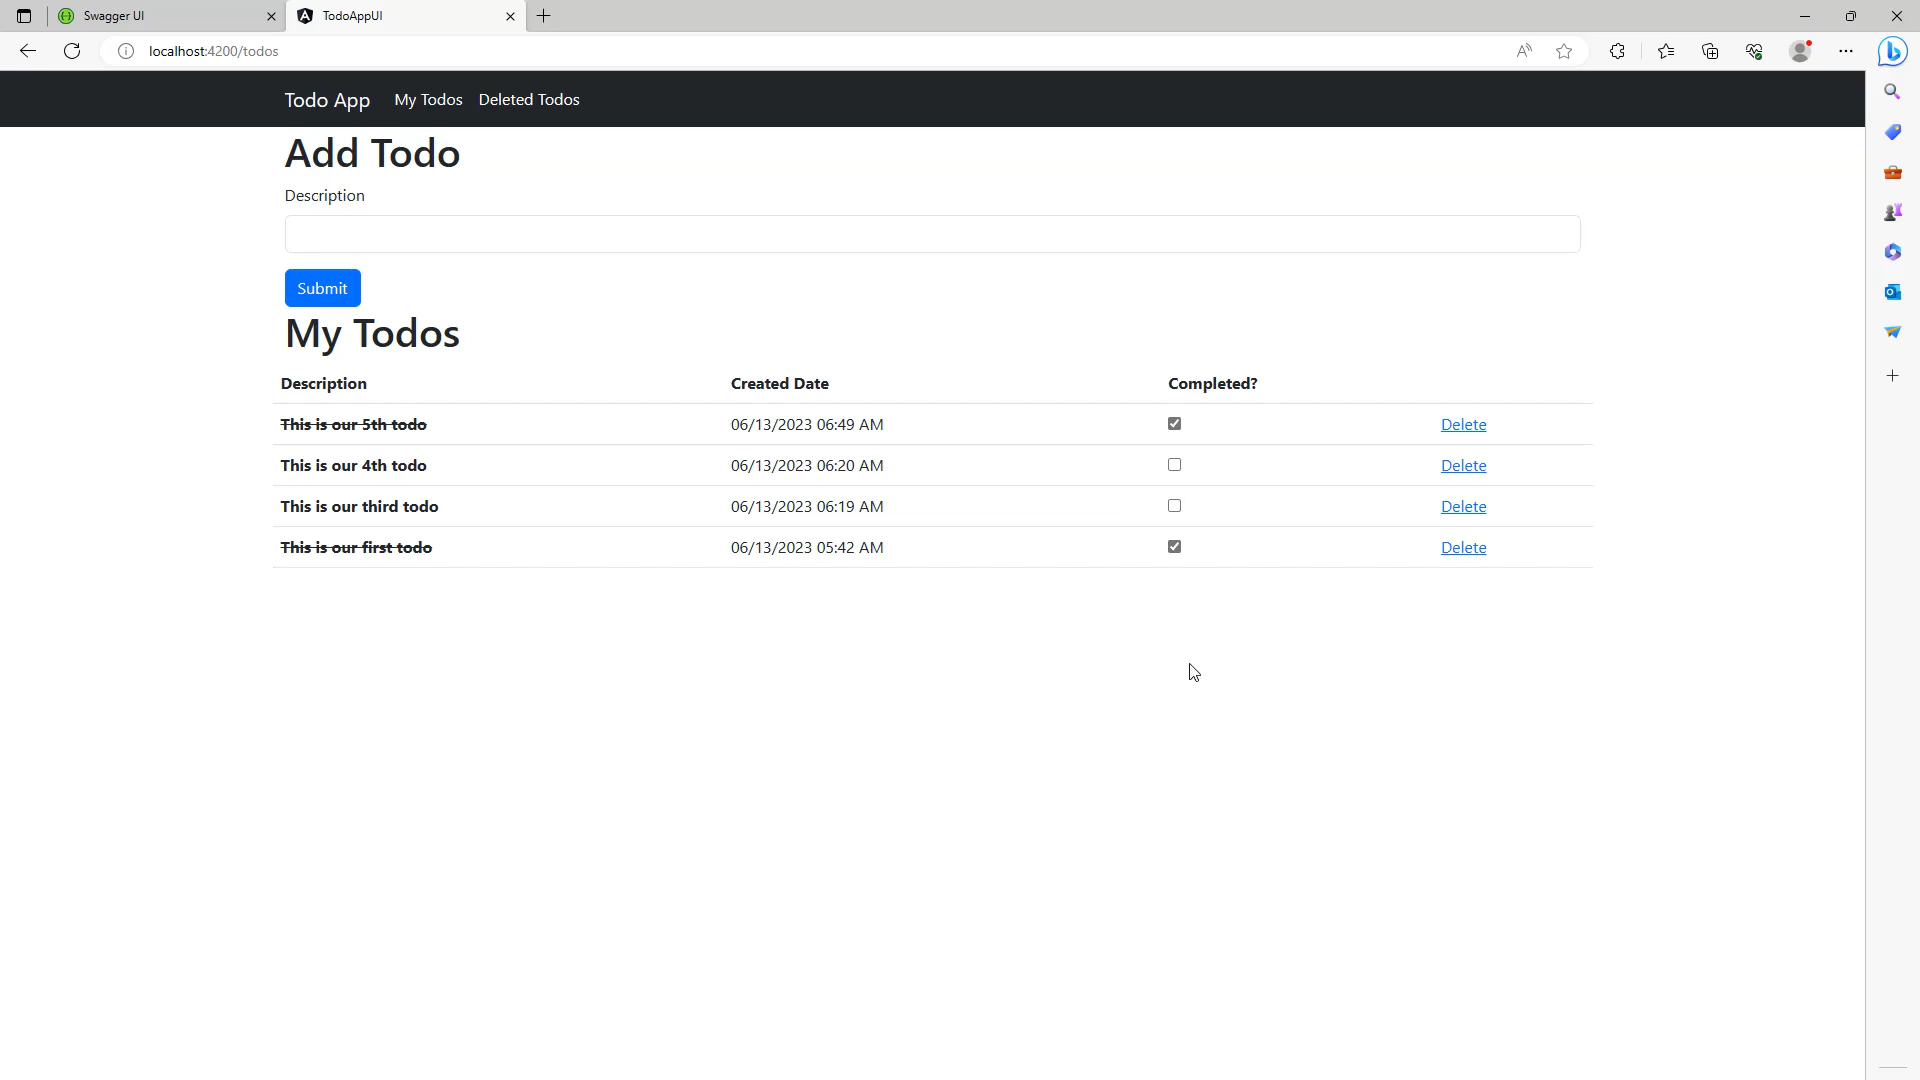 Swagger UI
TodoAppUI
localhost:4200/todos
Todo App My Todos Deleted Todos
Add Todo
Description
Submit
My Todos
Description Created Date Completed?
This is our 5th todo 06/13/2023 06:49 AM Delete
This is our 4th todo 06/13/2023 06:20 AM Delete
This is our third todo 06/13/2023 06:19 AM Delete
This is our first todo 06/13/2023 05:42 AM Delete